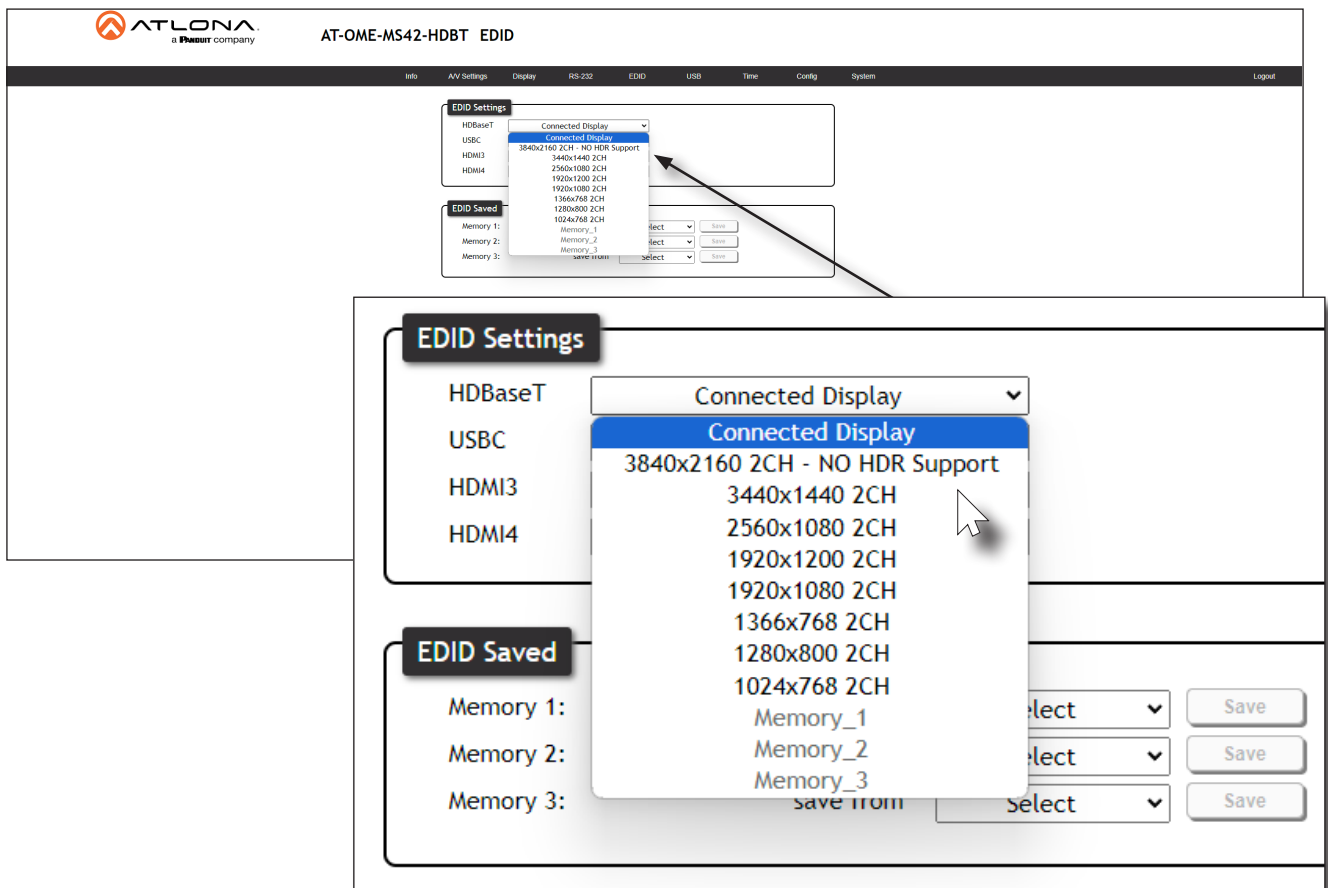 ATLONA.
a PANDUIT company
AT-OME-MS42-HDBT EDID
Info A/V Settings Display RS-232 EDID USB Time Config System Logout
EDID Settings
HDBaseT Connected Display
USBC Connected Display
3840x2160 2CH - NO HDR Support
HDMI3 3440x1440 2CH
HDMI4 2560x1080 2CH
1920x1200 2CH
1920x1080 2CH
1366x768 2CH
EDID Saved 1280x800 2CH
1024x768 2CH
Memory 1: Memory_1 elect Save
Memory 2: Memory_2 elect Save
Memory_3
Memory 3: save from Select Save
EDID Settings
HDBaseT Connected Display
USBC Connected Display
3840x2160 2CH - NO HDR Support
HDMI3 3440x1440 2CH
HDMI4 2560x1080 2CH
1920x1200 2CH
1920x1080 2CH
1366x768 2CH
EDID Saved 1280x800 2CH
1024x768 2CH
Memory 1: Memory_1 elect Save
Memory 2: Memory_2 elect Save
Memory_3
Memory 3: save from Select Save